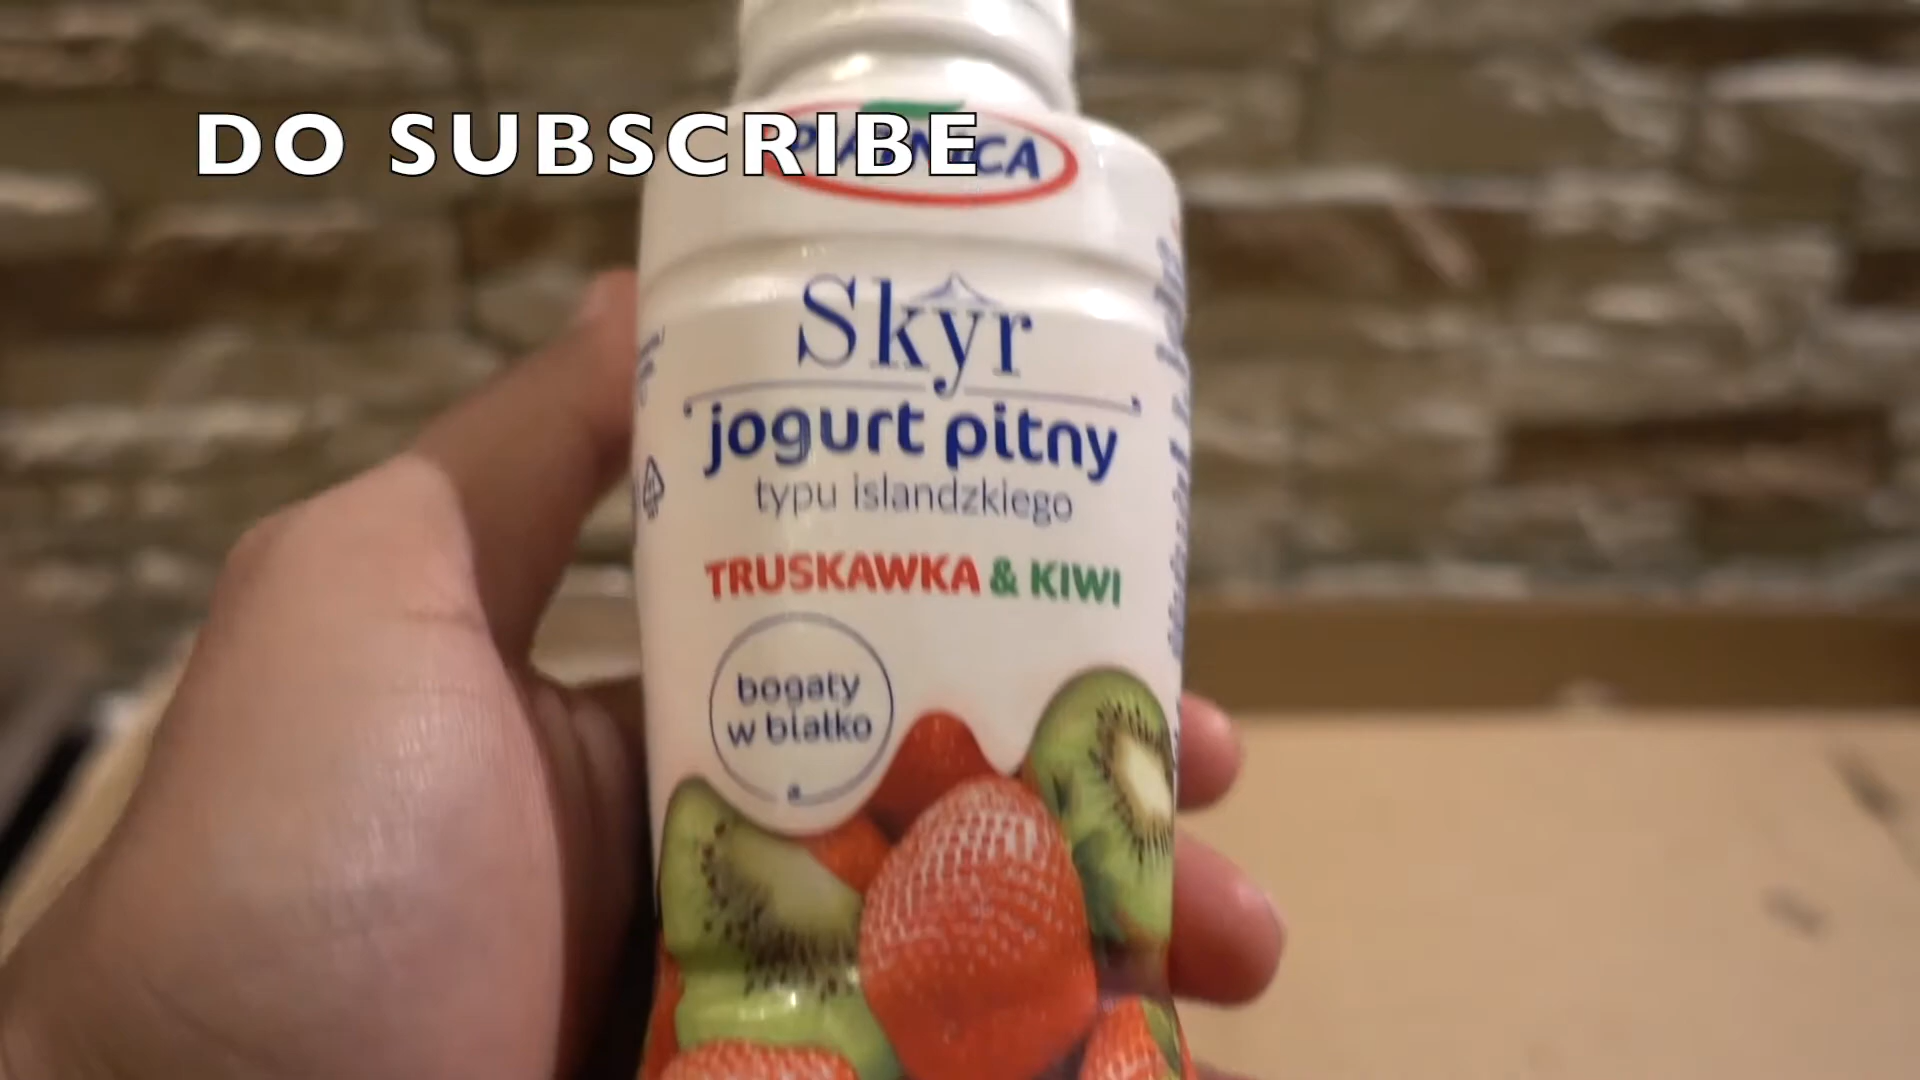 DO SUBSCRIBE
Skyr
jogurt pitny
typu islandzkiego
TRUSKAWKA & KIWI
bogaty
w białko